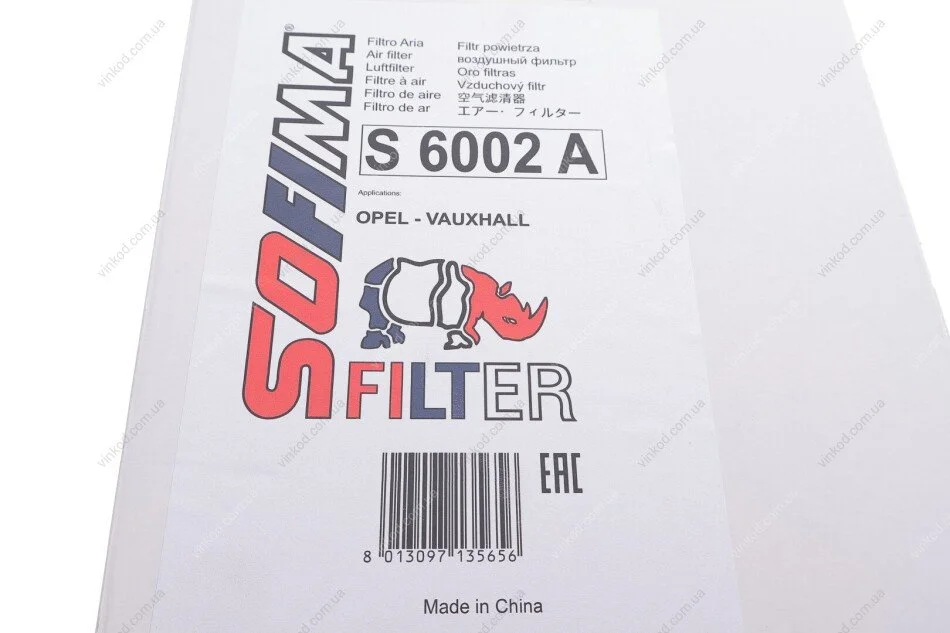 SOFIMA®
Filtro Aria
Air filter
Luftfilter
Filtre à air
Filtro de aire
Filtro de ar
Filtr powietrza
воздушный фильтр
Oro filtras
Vzduchový filtr
空气滤清器
エアー・フィルター
S 6002 A
Applications:
OPEL - VAUXHALL
FILTER
EAC
8 013097 135656
Made in China
vinkod.com.ua